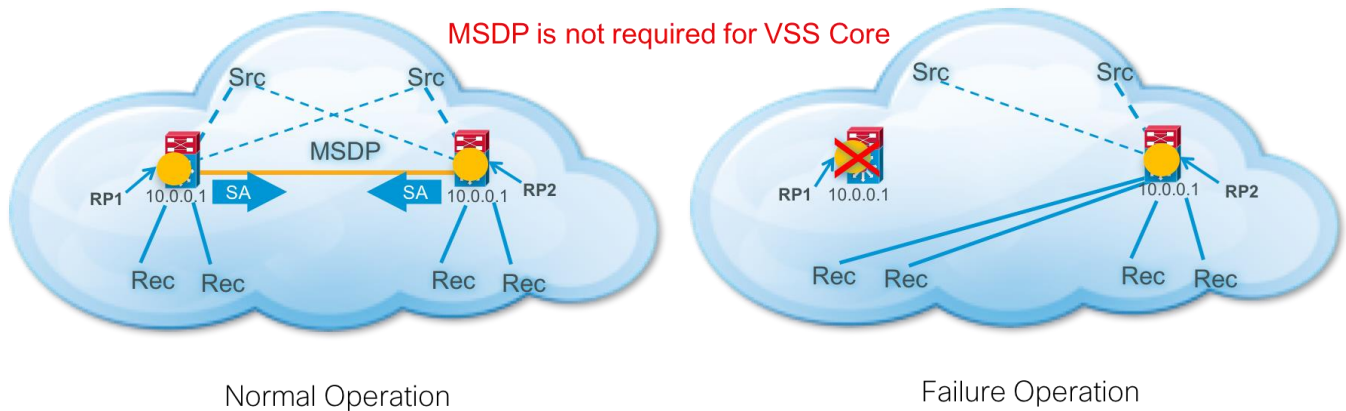 MSDP is not required for VSS Core
Src
Src
MSDP
RP1
10.0.0.1
SA
SA
10.0.0.1
RP2
Rec
Rec
Rec
Rec
Normal Operation
Src
Src
RP1
10.0.0.1
10.0.0.1
RP2
Rec
Rec
Rec
Rec
Failure Operation